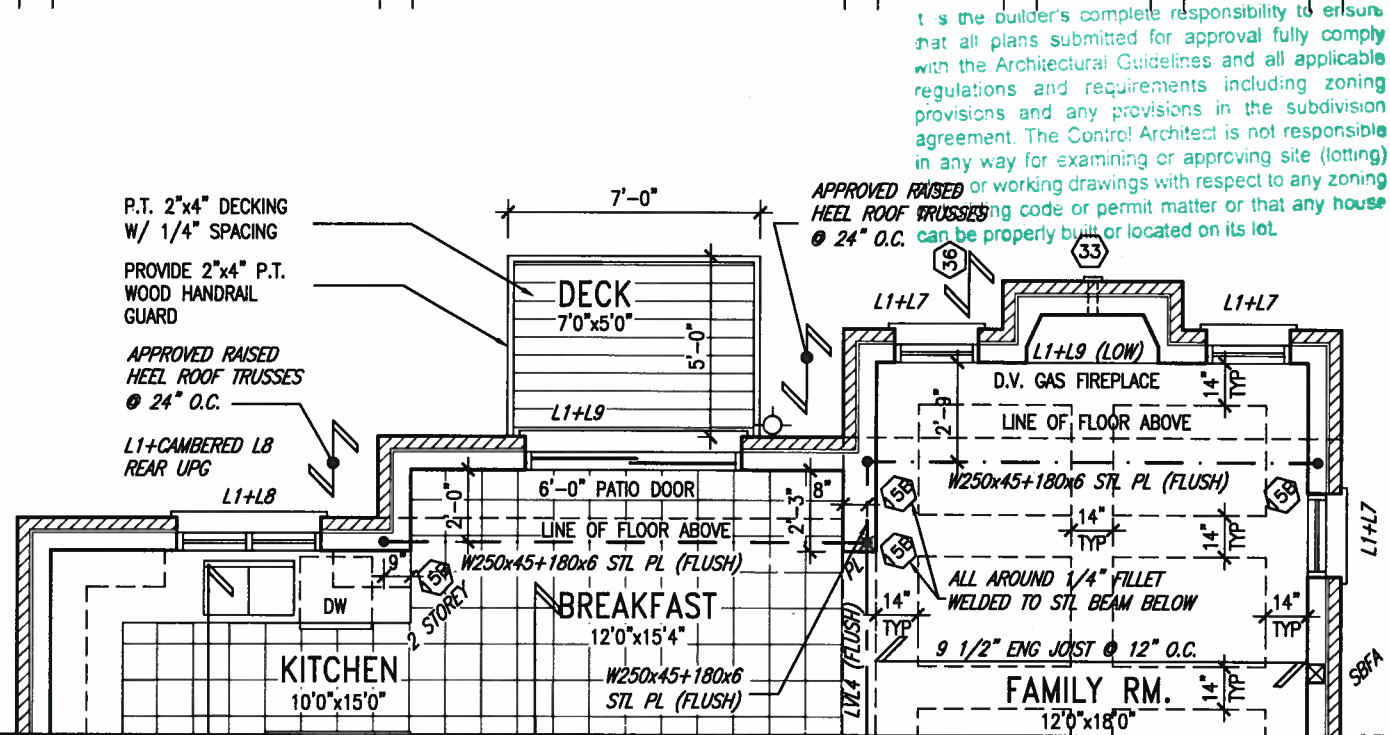 t s the builder's complete responsibility to ensure
that all plans submitted for approval fully comply
with the Architectural Guidelines and all applicable
regulations and requirements including zoning
provisions and any provisions in the subdivision
agreement. The Control Architect is not responsible
in any way for examining or approving site (lotting)
or working drawings with respect to any zoning
code or permit matter or that any house
can be properly built or located on its lot.
P.T. 2"x4" DECKING
W/ 1/4" SPACING
PROVIDE 2"x4" P.T.
WOOD HANDRAIL
GUARD
APPROVED RAISED
HEEL ROOF TRUSSES
@ 24" O.C.
L1+CAMBERED L8
REAR UPG
L1+L8
7'-0"
DECK
7'0"x5'0"
5'-0"
L1+L9
APPROVED RAISED
HEEL ROOF TRUSSES
@ 24" O.C.
36
33
L1+L7
L1+L7
L1+L9 (LOW)
D.V. GAS FIREPLACE
14"
TYP
2'-9"
LINE OF FLOOR ABOVE
W250x45+180x6 STL PL (FLUSH)
L1+L7
6'-0" PATIO DOOR
8"
2'-0"
2'-3"
LINE OF FLOOR ABOVE
W250x45+180x6 STL PL (FLUSH)
14"
TYP
14"
TYP
9"
DW
2 STOREY
PL
ALL AROUND 1/4" FILLET
WELDED TO STL BEAM BELOW
14"
TYP
14"
TYP
BREAKFAST
12'0"x15'4"
9 1/2" ENG JOIST @ 12" O.C.
KITCHEN
10'0"x15'0"
W250x45+180x6
STL PL (FLUSH)
LVL4 (FLUSH)
FAMILY RM.
12'0"x18'0"
14"
TYP
SBFA